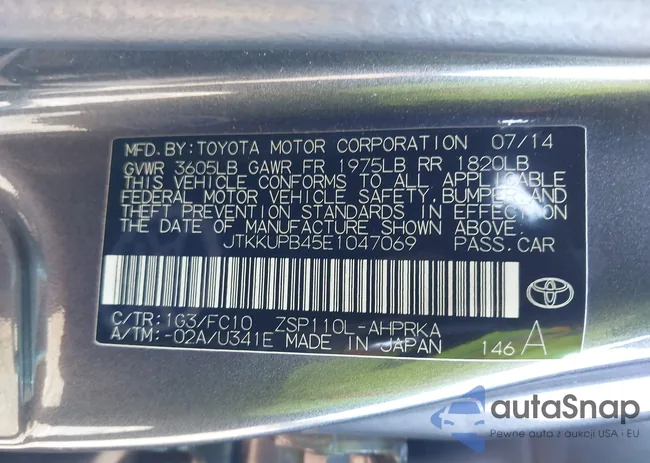 MFD.BY:TOYOTA MOTOR CORPORATION 07/14
GVWR 3605LB GAWR FR 1975LB RR 1820LB
THIS VEHICLE CONFORMS TO ALL APPLICABLE
FEDERAL MOTOR VEHICLE SAFETY,BUMPER,AND
THEFT PREVENTION STANDARDS IN EFFECT ON
THE DATE OF MANUFACTURE SHOWN ABOVE.
JTKKUPB45E1047069 PASS.CAR
C/TR:1G3/FC10 ZSP110L-AHPRKA
A/TM:-02A/U341E MADE IN JAPAN 146 A
autoSnap
Pewne auta z aukcji USA · EU